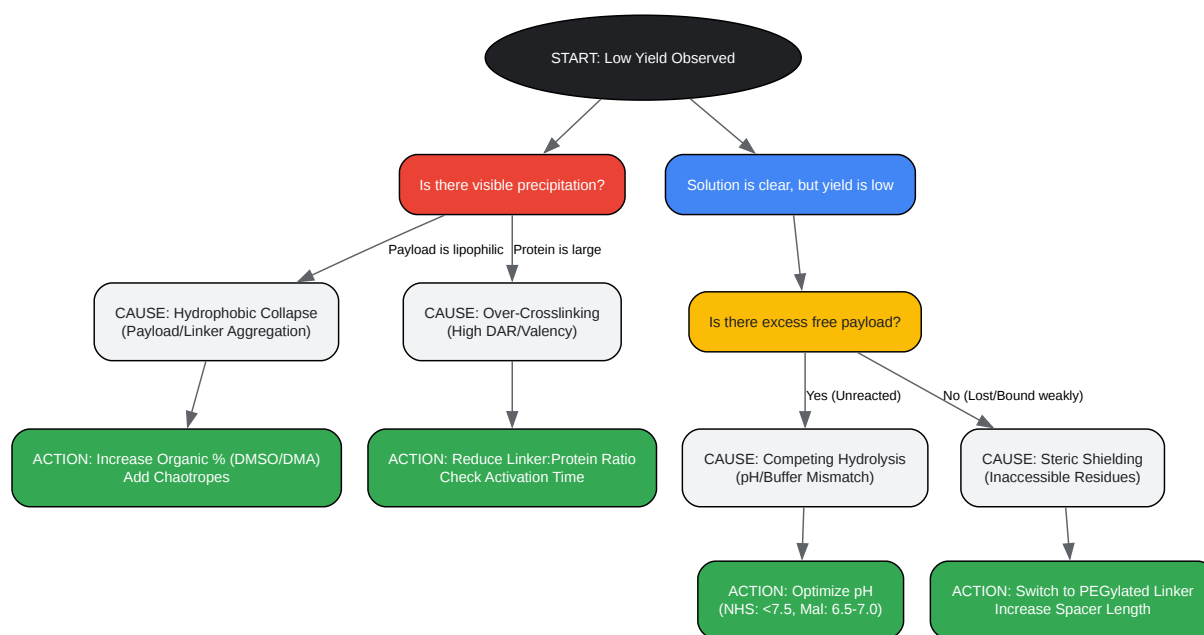 START: Low Yield Observed
Is there visible precipitation?
Solution is clear, but yield is low
Payload is lipophilic
Protein is large
CAUSE: Hydrophobic Collapse
(Payload/Linker Aggregation)
CAUSE: Over-Crosslinking
(High DAR/Valency)
Is there excess free payload?
Yes (Unreacted)
No (Lost/Bound weakly)
ACTION: Increase Organic % (DMSO/DMA)
Add Chaotropes
ACTION: Reduce Linker:Protein Ratio
Check Activation Time
CAUSE: Competing Hydrolysis
(pH/Buffer Mismatch)
CAUSE: Steric Shielding
(Inaccessible Residues)
ACTION: Optimize pH
(NHS: <7.5, Mal: 6.5-7.0)
ACTION: Switch to PEGylated Linker
Increase Spacer Length